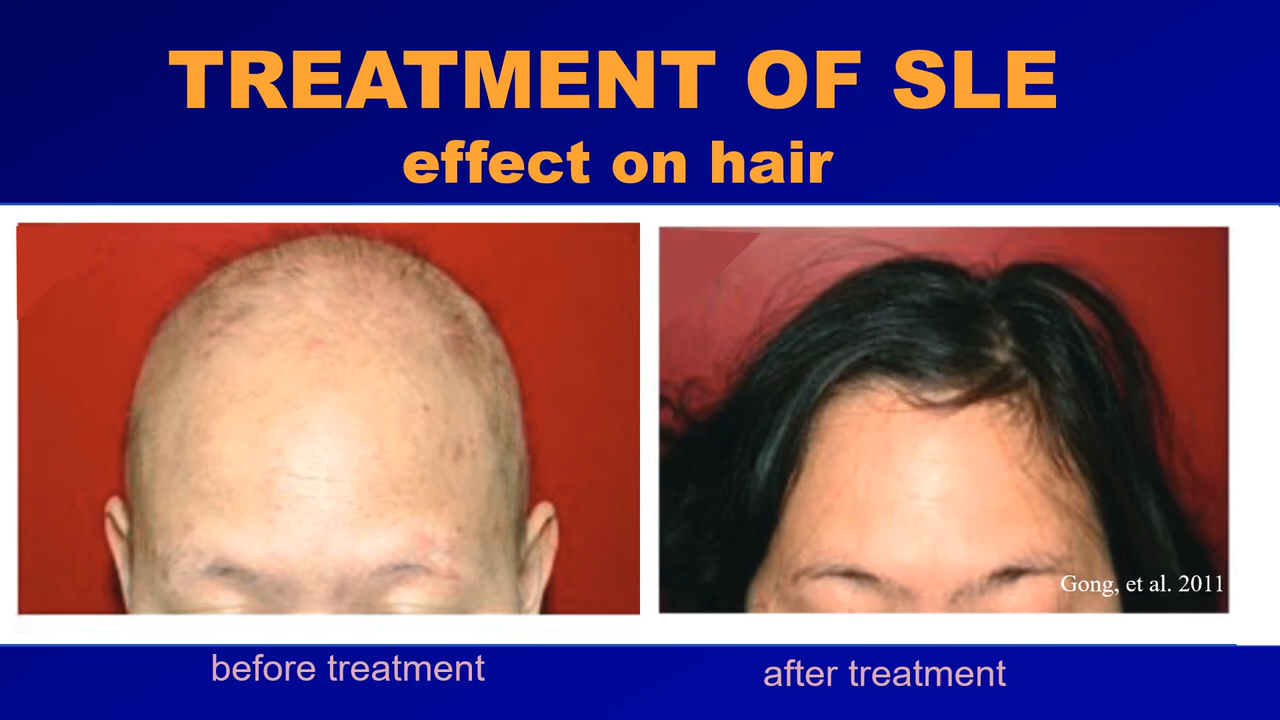 TREATMENT OF SLE
effect on hair
Gong, et al. 2011
before treatment
after treatment